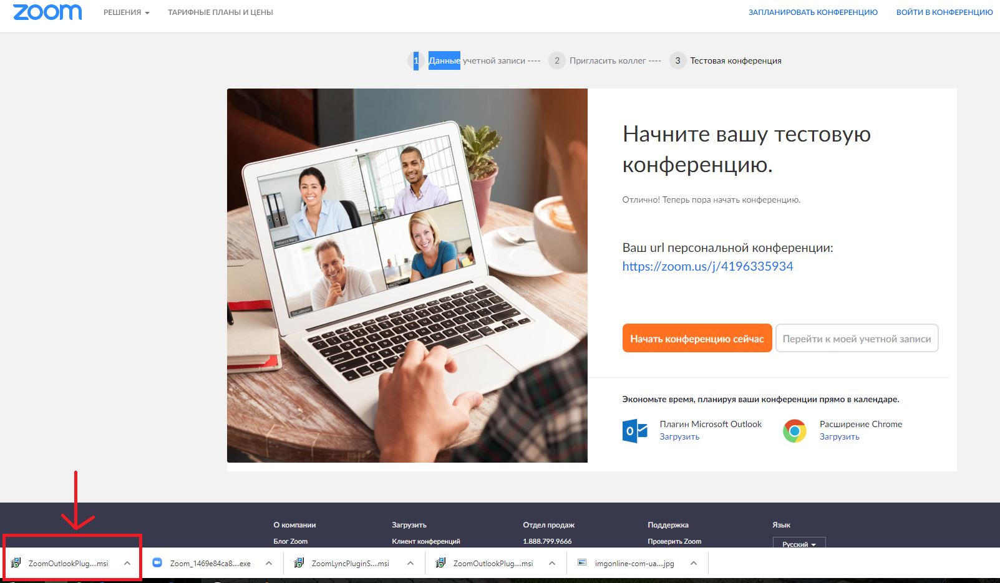 zoom
РЕШЕНИЯ
ТАРИФНЫЕ ПЛАНЫ И ЦЕНЫ
ЗАПЛАНИРОВАТЬ КОНФЕРЕНЦИЮ
ВОЙТИ В КОНФЕРЕНЦИЮ
1 Данные учетной записи ---- 2 Пригласить коллег ---- 3 Тестовая конференция
Начните вашу тестовую
конференцию.
Отлично! Теперь пора начать конференцию.
Ваш url персональной конференции:
https://zoom.us/j/4196335934
Начать конференцию сейчас
Перейти к моей учетной записи
Экономьте время, планируя ваши конференции прямо в календаре.
Плагин Microsoft Outlook
Загрузить
Расширение Chrome
Загрузить
Rebecca Wang
Tim Johnson
О компании
Блог Zoom
Загрузить
Клиент конференций
Отдел продаж
1.888.799.9666
Поддержка
Проверить Zoom
Язык
Русский
ZoomOutlookPlug....msi
Zoom_1469e84ca8....exe
ZoomLyncPluginS....msi
ZoomOutlookPlug....msi
imgonline-com-ua....jpg